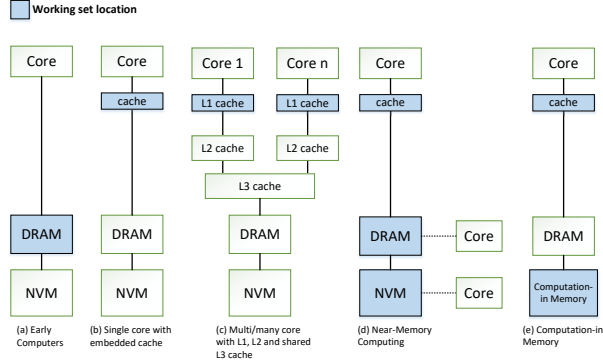 Working set location
Core
DRAM
NVM
(a) Early
Computers
Core
cache
DRAM
NVM
(b) Single core with
embedded cache
Core 1
Core n
L1 cache
L1 cache
L2 cache
L2 cache
L3 cache
DRAM
NVM
(c) Multi/many core
with L1, L2 and shared
L3 cache
Core
cache
DRAM
Core
NVM
Core
(d) Near-Memory
Computing
Core
cache
DRAM
Computation-
in Memory
(e) Computation-in
Memory